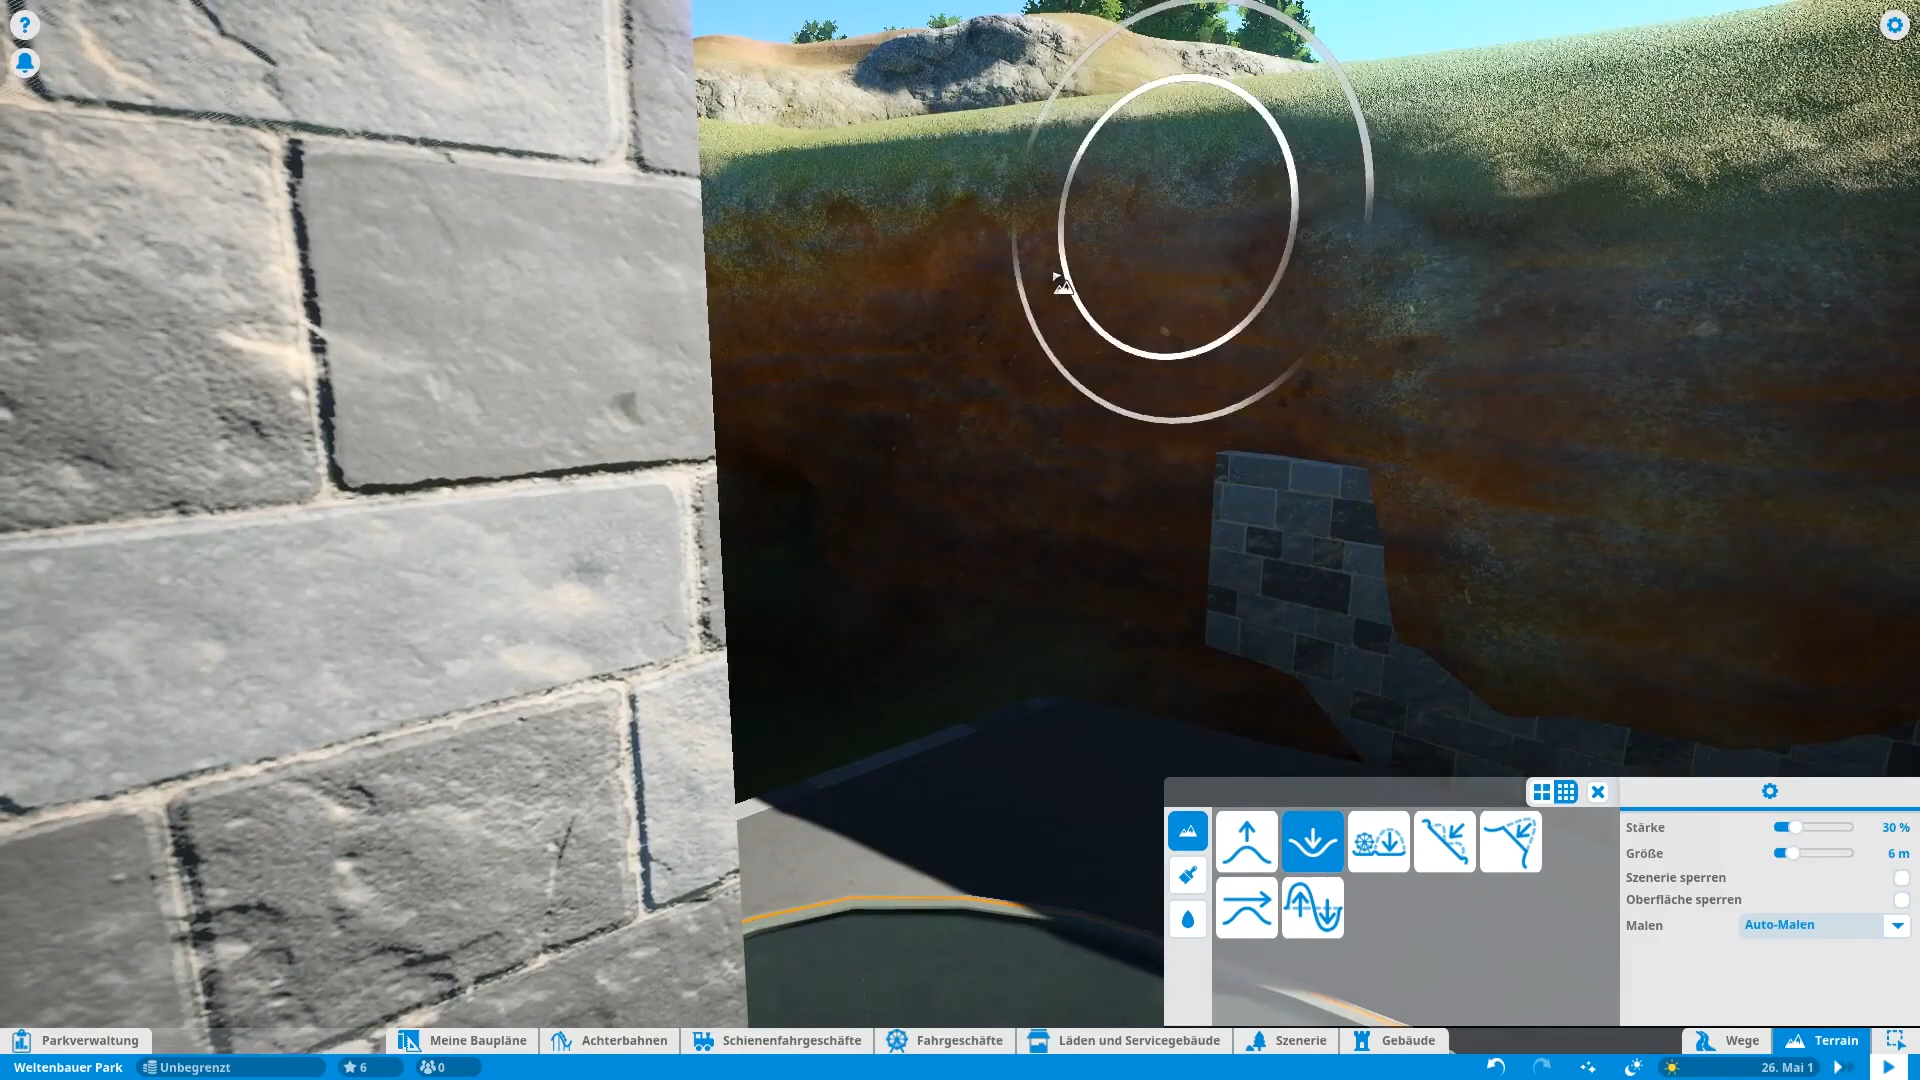 ?
Stärke
30 %
Größe
6 m
Szenerie sperren
Oberfläche sperren
Malen
Auto-Malen
Parkverwaltung
Meine Baupläne
Achterbahnen
Schienenfahrgeschäfte
Fahrgeschäfte
Läden und Servicegebäude
Szenerie
Gebäude
Wege
Terrain
Weltenbauer Park
Unbegrenzt
6
0
26. Mai 1